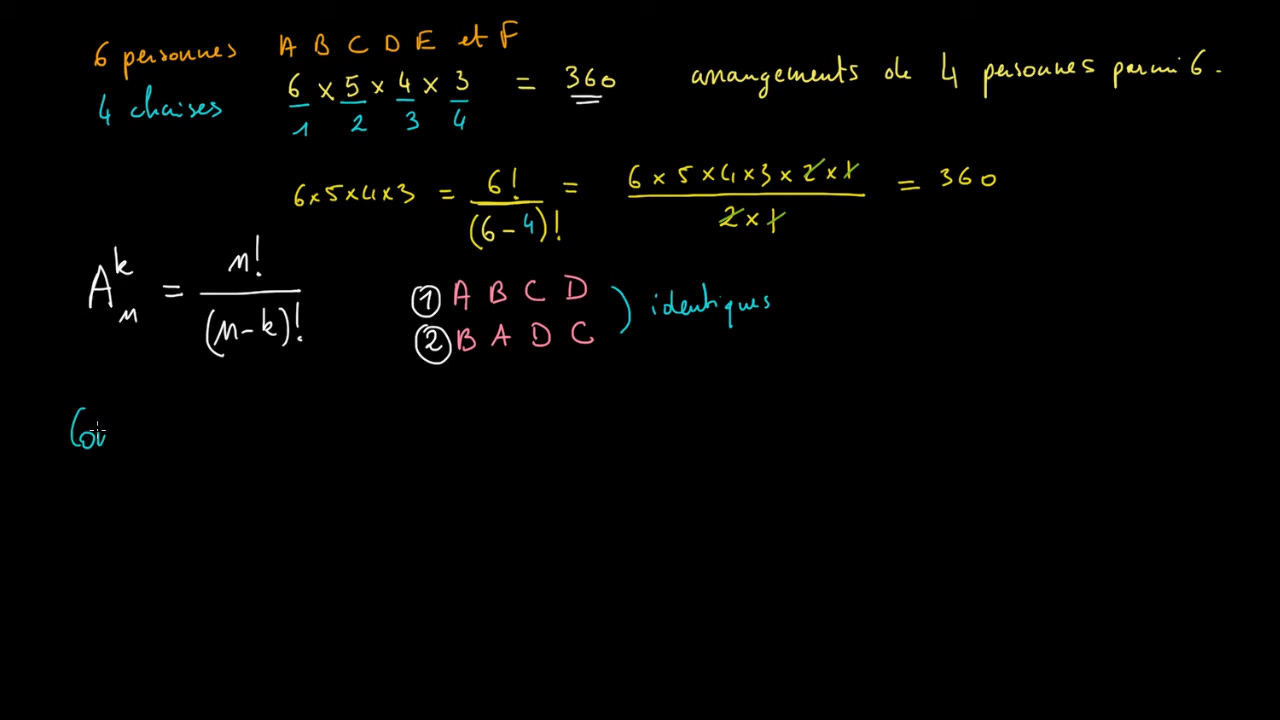 6 personnes A B C D E et F
4 chaises 6 × 5 × 4 × 3 = 360 arrangements de 4 personnes parmi 6.
1 2 3 4
6×5×4×3 = 6!/(6-4)! = 6×5×4×3×2×1/2×1 = 360
A_n^k = n!/(n-k)!
① A B C D
② B A D C ) identiques
Con